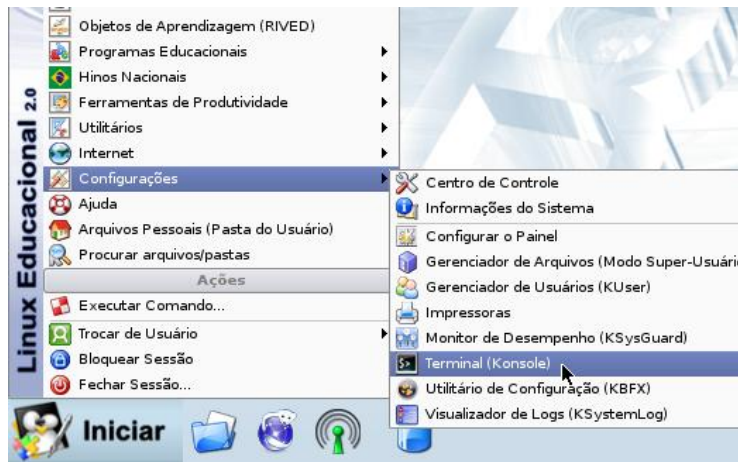 Linux Educacional 2.0
Objetos de Aprendizagem (RIVED)
Programas Educacionais
Hinos Nacionais
Ferramentas de Produtividade
Utilitários
Internet
Configurações
Ajuda
Arquivos Pessoais (Pasta do Usuário)
Procurar arquivos/pastas
Ações
Executar Comando...
Trocar de Usuário
Bloquear Sessão
Fechar Sessão...
Centro de Controle
Informações do Sistema
Configurar o Painel
Gerenciador de Arquivos (Modo Super-Usuári
Gerenciador de Usuários (KUser)
Impressoras
Monitor de Desempenho (KSysGuard)
Terminal (Konsole)
Utilitário de Configuração (KBFX)
Visualizador de Logs (KSystemLog)
Iniciar